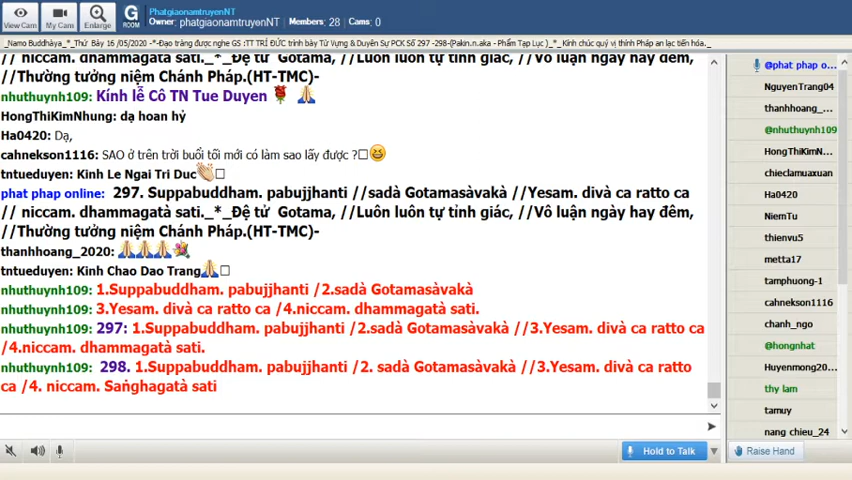 View Cam
My Cams
Enlarge
G ROOM
PhatgiaonamtruyenNT
Owner: phatgiaonamtruyenNT | Members: 28 | Cams: 0
_Namo Buddhàya_*_Thứ Bảy 16 /05/2020 -*-Đạo tràng được nghe GS :TT TRÍ ĐỨC trình bày Từ Vựng & Duyên Sự PCK Số 297 -298-(Pakin.n.aka - Phẩm Tạp Lục )_*_Kính chúc quý vị thính Pháp an lạc tiến hóa._
// niccam. dhammagatà sati._*_Đệ tử Gotama, //Luôn luôn tự tỉnh giác, //Vô luận ngày hay đêm,
//Thường tưởng niệm Chánh Pháp.(HT-TMC)-
nhuthuynh109: Kính lễ Cô TN Tue Duyen
HongThiKimNhung: dạ hoan hỷ
Ha0420: Dạ,
cahnekson1116: SAO ở trên trời buổi tối mới có làm sao lấy được ?
tntueduyen: Kinh Le Ngai Tri Duc
phat phap online: 297. Suppabuddham. pabujjhanti //sadà Gotamasàvakà //Yesam. divà ca ratto ca
// niccam. dhammagatà sati._*_Đệ tử Gotama, //Luôn luôn tự tỉnh giác, //Vô luận ngày hay đêm,
//Thường tưởng niệm Chánh Pháp.(HT-TMC)-
thanhhoang_2020:
tntueduyen: Kinh Chao Dao Trang
nhuthuynh109: 1.Suppabuddham. pabujjhanti /2.sadà Gotamasàvakà
nhuthuynh109: 3.Yesam. divà ca ratto ca /4.niccam. dhammagatà sati.
nhuthuynh109: 297: 1.Suppabuddham. pabujjhanti /2.sadà Gotamasàvakà //3.Yesam. divà ca ratto ca
/4.niccam. dhammagatà sati.
nhuthuynh109: 298. 1.Suppabuddham. pabujjhanti /2. sadà Gotamasàvakà //3.Yesam. divà ca ratto
ca /4. niccam. Saṅghagatà sati
@phat phap o...
NguyenTrang04
thanhhoang_...
@nhuthuynh109
HongThiKimN...
chieclamuaxuan
Ha0420
NiemTu
thienvu5
metta17
tamphuong-1
cahnekson1116
chanh_ngo
@hongnhat
Huyenmong20...
thy lam
tamuy
nang chieu_24
Hold to Talk
Raise Hand